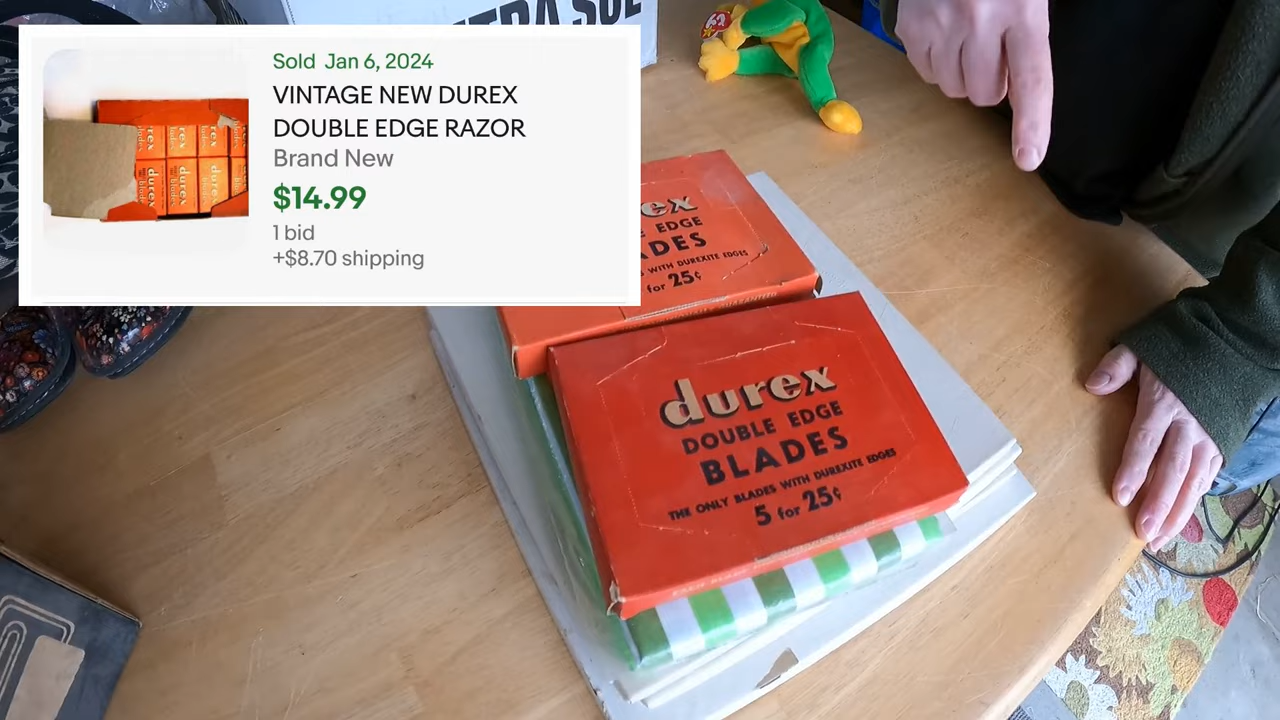 Sold Jan 6, 2024
VINTAGE NEW DUREX
DOUBLE EDGE RAZOR
Brand New
$14.99
1 bid
+$8.70 shipping
ex
EDGE
ADES
WITH DUREXITE EDGES
for 25¢
durex
DOUBLE EDGE
BLADES
THE ONLY BLADES WITH DUREXITE EDGES
5 for 25¢